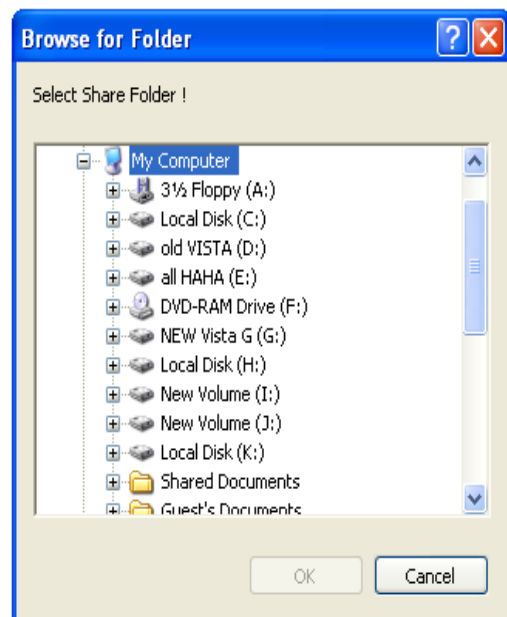 Browse for Folder
Select Share Folder !
My Computer
3½ Floppy (A:)
Local Disk (C:)
old VISTA (D:)
all HAHA (E:)
DVD-RAM Drive (F:)
NEW Vista G (G:)
Local Disk (H:)
New Volume (I:)
New Volume (J:)
Local Disk (K:)
Shared Documents
Guest's Documents
OK Cancel